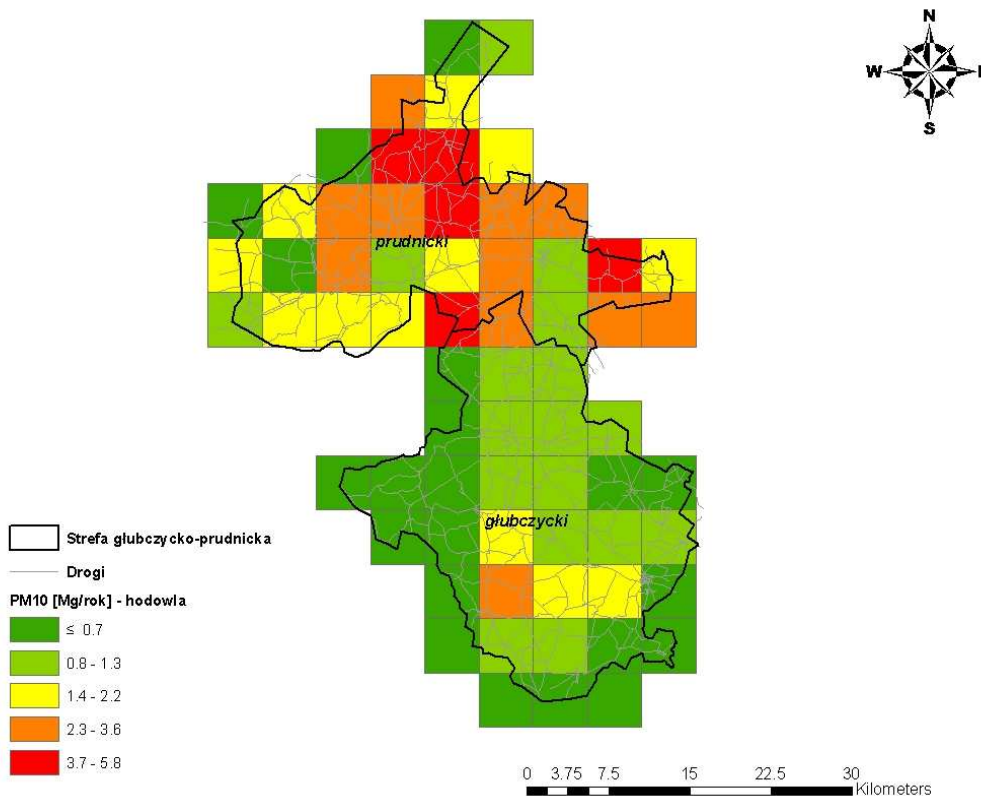 N
W
E
S
prudnicki
głubczycki
Strefa głubczycko-prudnicka
Drogi
PM10 [Mg/rok] - hodowla
≤ 0.7
0.8 - 1.3
1.4 - 2.2
2.3 - 3.6
3.7 - 5.8
0 3.75 7.5 15 22.5 30
Kilometers